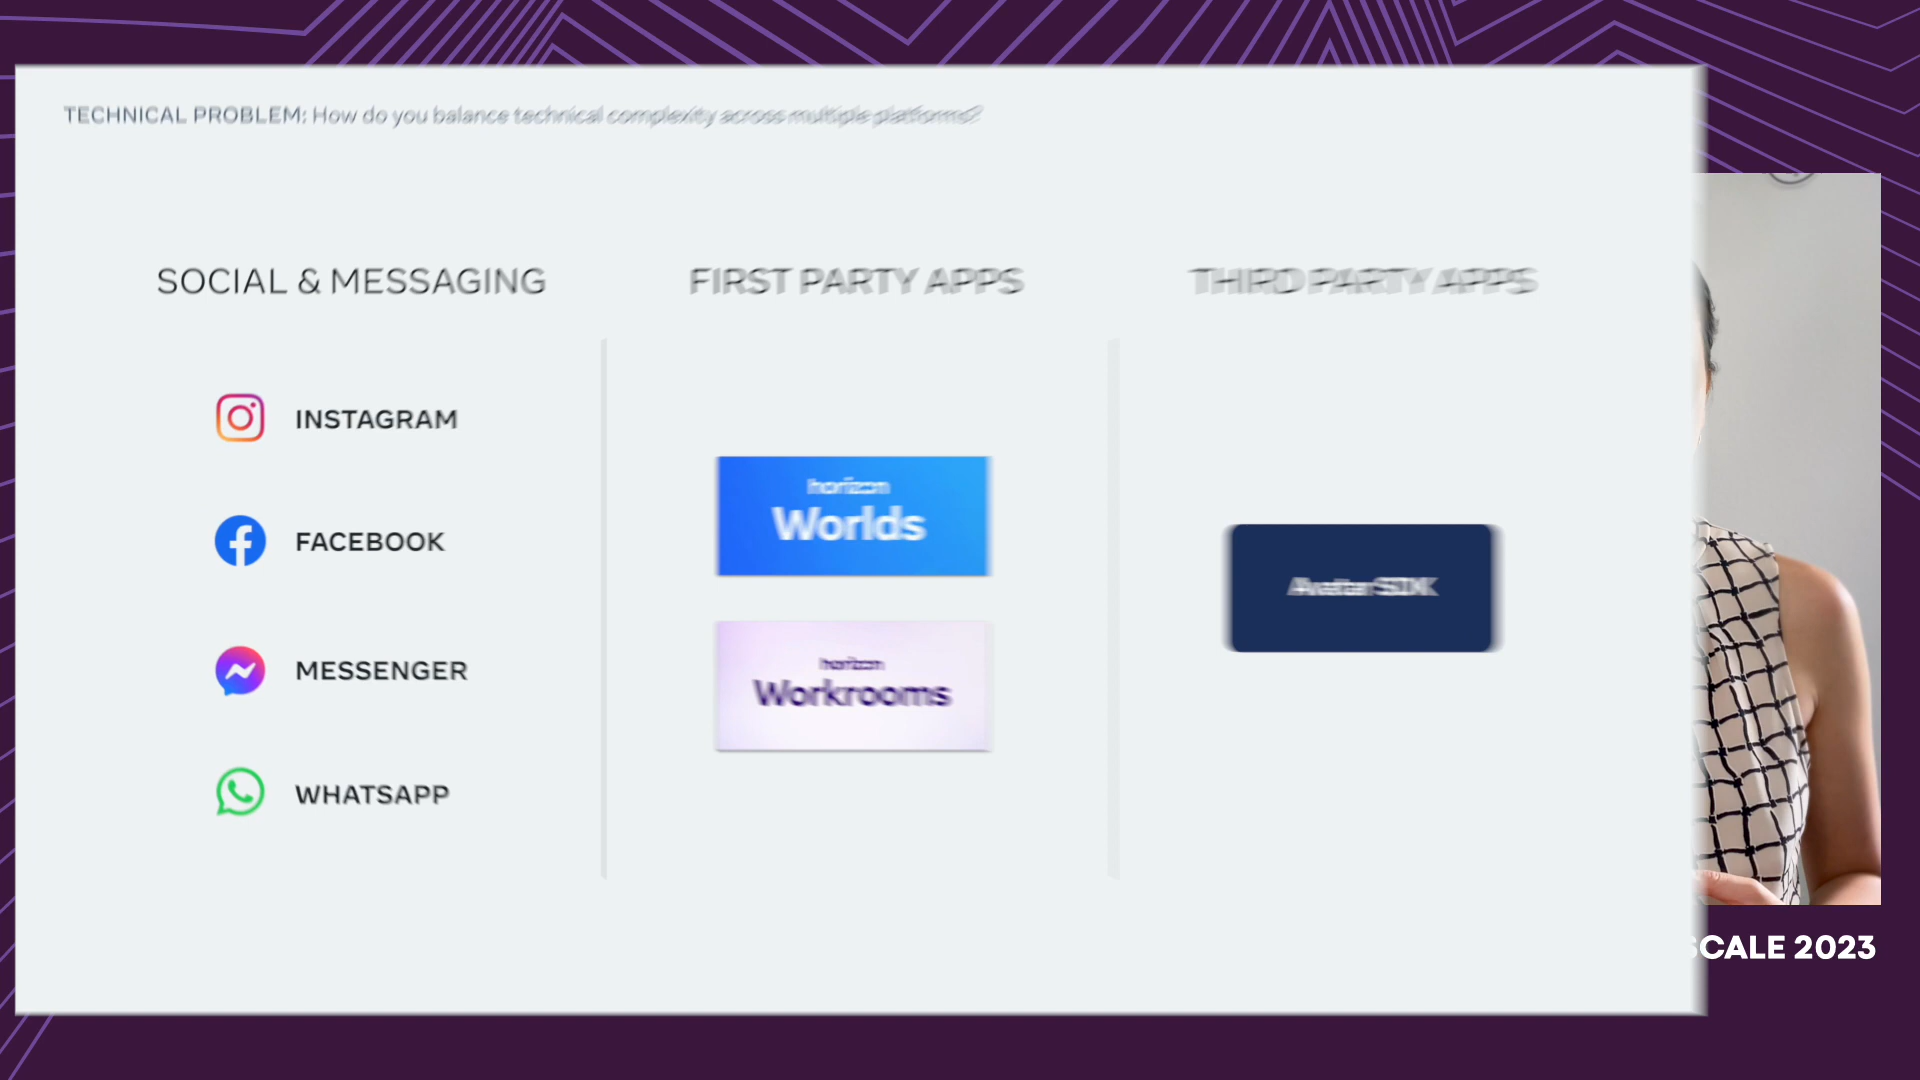 TECHNICAL PROBLEM: How do you balance technical complexity across multiple platforms?
SOCIAL & MESSAGING
INSTAGRAM
FACEBOOK
MESSENGER
WHATSAPP
FIRST PARTY APPS
horizon
Worlds
horizon
Workrooms
THIRD PARTY APPS
Avatar SDK
SCALE 2023